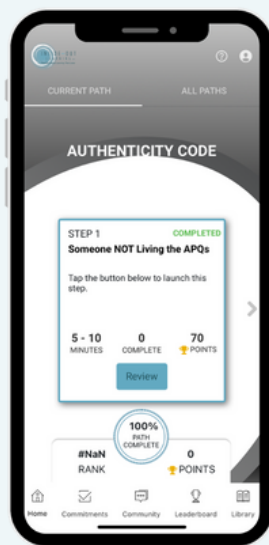 CURRENT PATH
ALL PATHS
AUTHENTICITY CODE
STEP 1
COMPLETED
Someone NOT Living the APQs
Tap the button below to launch this
step.
5 - 10
0
70
MINUTES
COMPLETE
POINTS
Review
100%
PATH
COMPLETE
#NaN
0
RANK
POINTS
Home
Commitments
Community
Leaderboard
Library